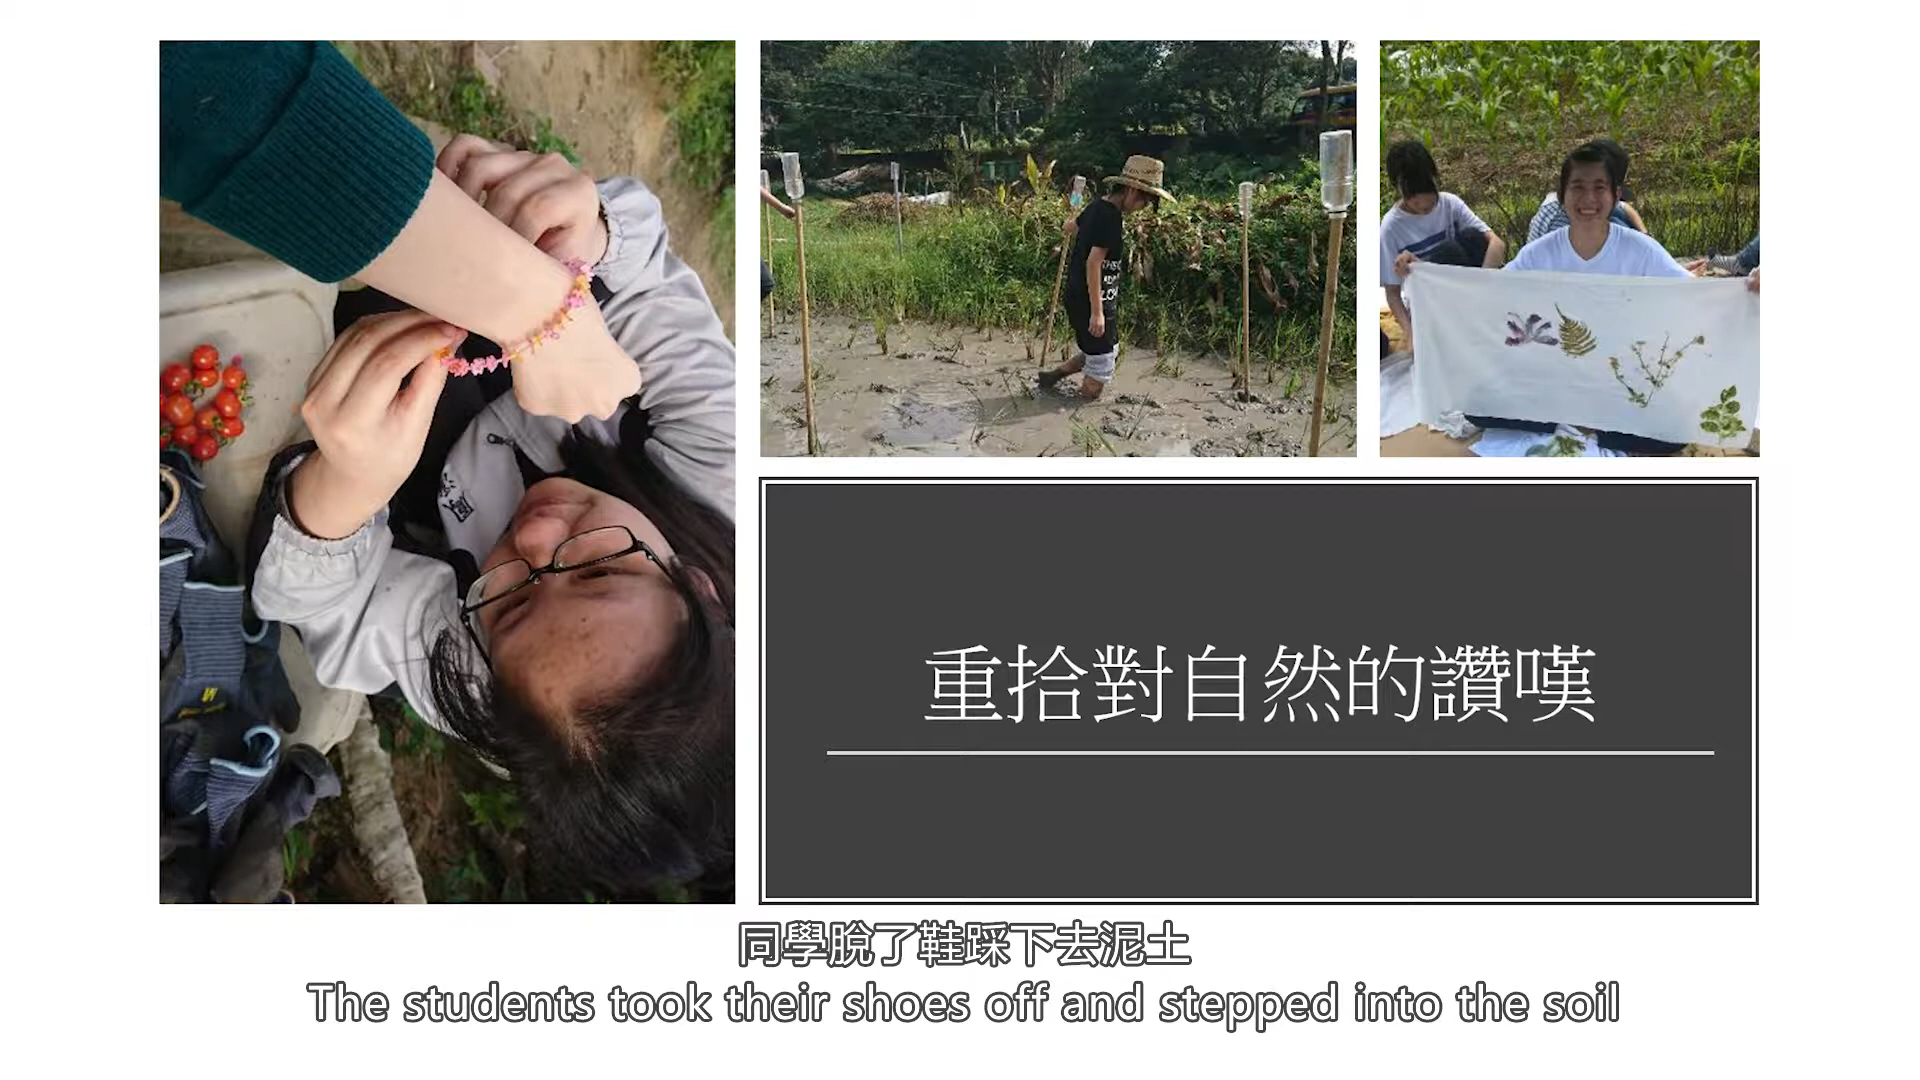 重拾對自然的讚嘆
同學脫了鞋踩下去泥土
The students took their shoes off and stepped into the soil